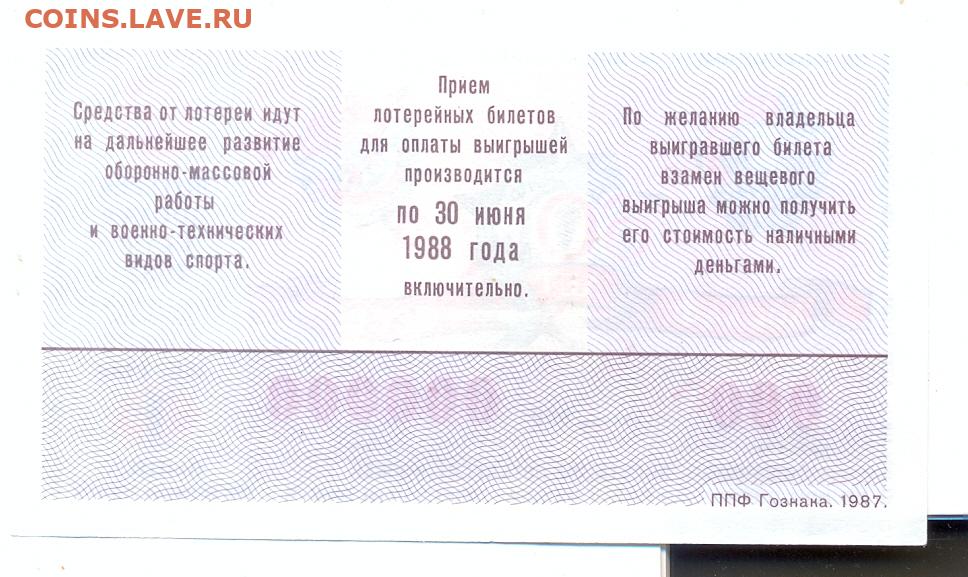 COINS.LAVE.RU
Средства от лотереи идут
на дальнейшее развитие
оборонно-массовой
работы
и военно-технических
видов спорта.
Прием
лотерейных билетов
для оплаты выигрышей
производится
по 30 июня
1988 года
включительно.
По желанию владельца
выигравшего билета
взамен вещевого
выигрыша можно получить
его стоимость наличными
деньгами.
ППФ Гознака. 1987.